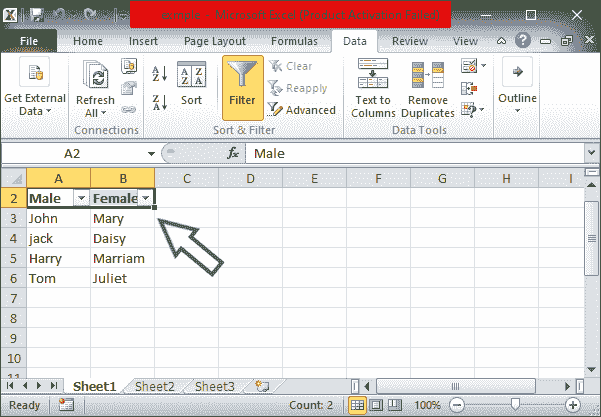 File Home Insert Page Layout Formulas Data Review View
Get External Data Refresh All Sort Filter Clear Reapply Advanced Text to Columns Remove Duplicates Outline
Connections Sort & Filter Data Tools
A2 fx Male
A B C D E F G H I
2 Male Female
3 John Mary
4 jack Daisy
5 Harry Marriam
6 Tom Juliet
7
8
9
10
11
Sheet1 Sheet2 Sheet3
Ready Count: 2 100%